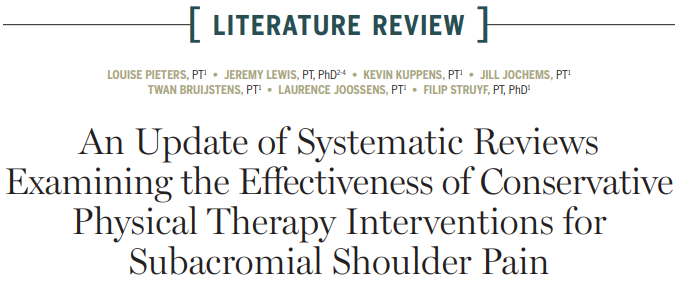 [ LITERATURE REVIEW ]
LOUISE PIETERS, PT¹ • JEREMY LEWIS, PT, PhD²⁻⁴ • KEVIN KUPPENS, PT¹ • JILL JOCHEMS, PT¹
TWAN BRUIJSTENS, PT¹ • LAURENCE JOOSSENS, PT¹ • FILIP STRUYF, PT, PhD¹
An Update of Systematic Reviews
Examining the Effectiveness of Conservative
Physical Therapy Interventions for
Subacromial Shoulder Pain